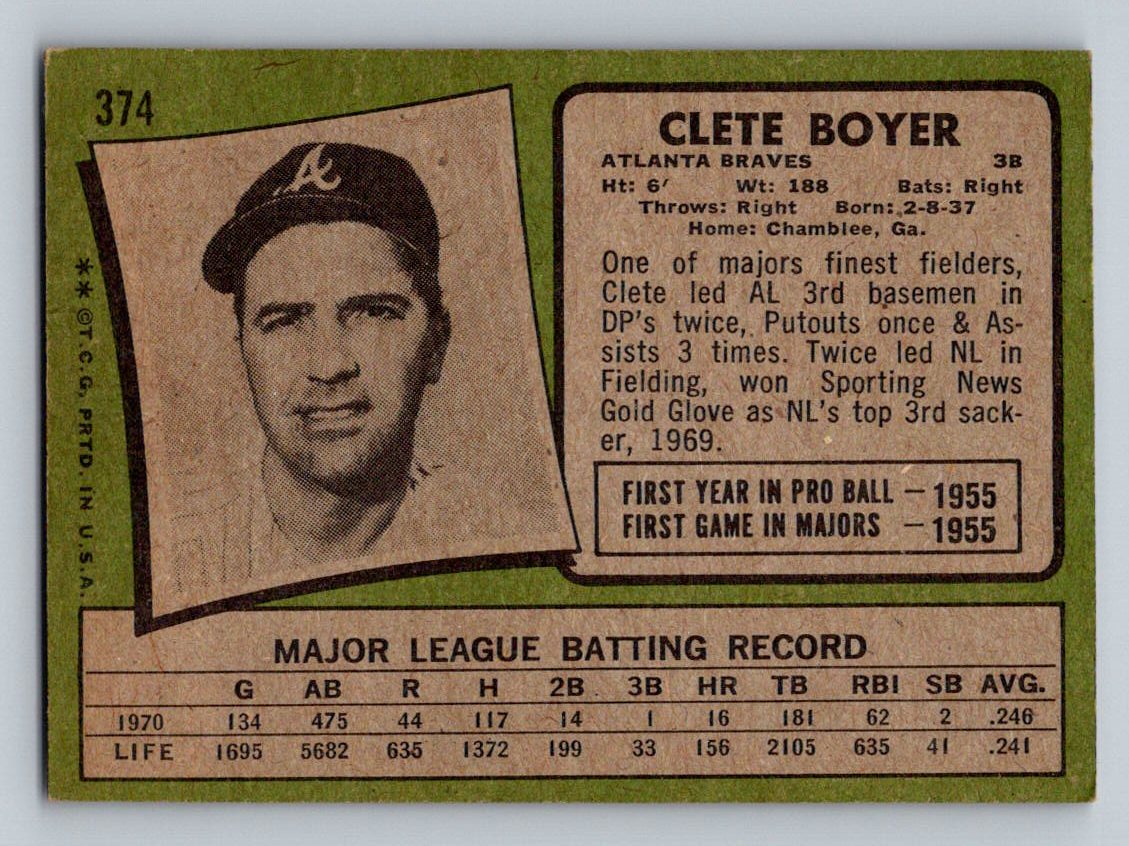 374
A
**©T.C.G. PRTD. IN U.S.A.
CLETE BOYER
ATLANTA BRAVES 3B
Ht: 6' Wt: 188 Bats: Right
Throws: Right Born: 2-8-37
Home: Chamblee, Ga.
One of majors finest fielders,
Clete led AL 3rd basemen in
DP's twice, Putouts once & As-
sists 3 times. Twice led NL in
Fielding, won Sporting News
Gold Glove as NL's top 3rd sack-
er, 1969.
FIRST YEAR IN PRO BALL — 1955
FIRST GAME IN MAJORS — 1955
MAJOR LEAGUE BATTING RECORD
G AB R H 2B 3B HR TB RBI SB AVG.
1970 134 475 44 117 14 1 16 181 62 2 .246
LIFE 1695 5682 635 1372 199 33 156 2105 635 41 .241